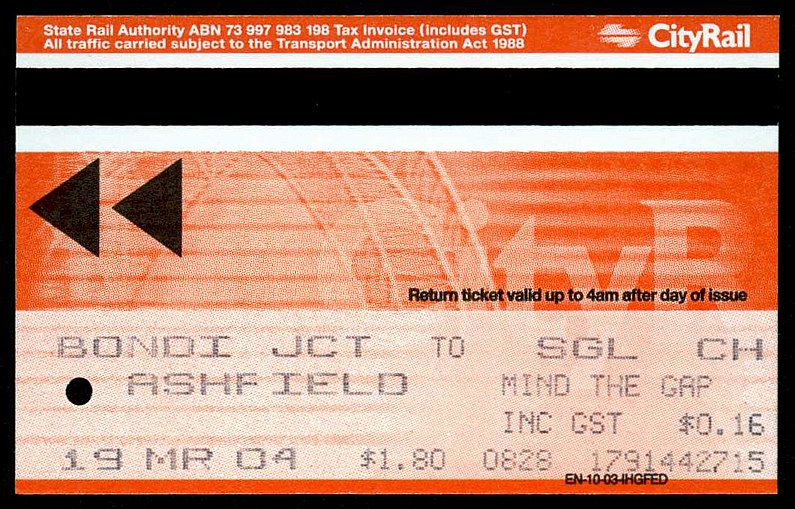 State Rail Authority ABN 73 997 983 198 Tax Invoice (includes GST)
All traffic carried subject to the Transport Administration Act 1988
CityRail
CityR
Return ticket valid up to 4am after day of issue
BONDI JCT TO SGL CH
ASHFIELD MIND THE GAP
INC GST $0.16
19 MR 04 $1.80 0828 1791442715
EN-10-03-IHGFED